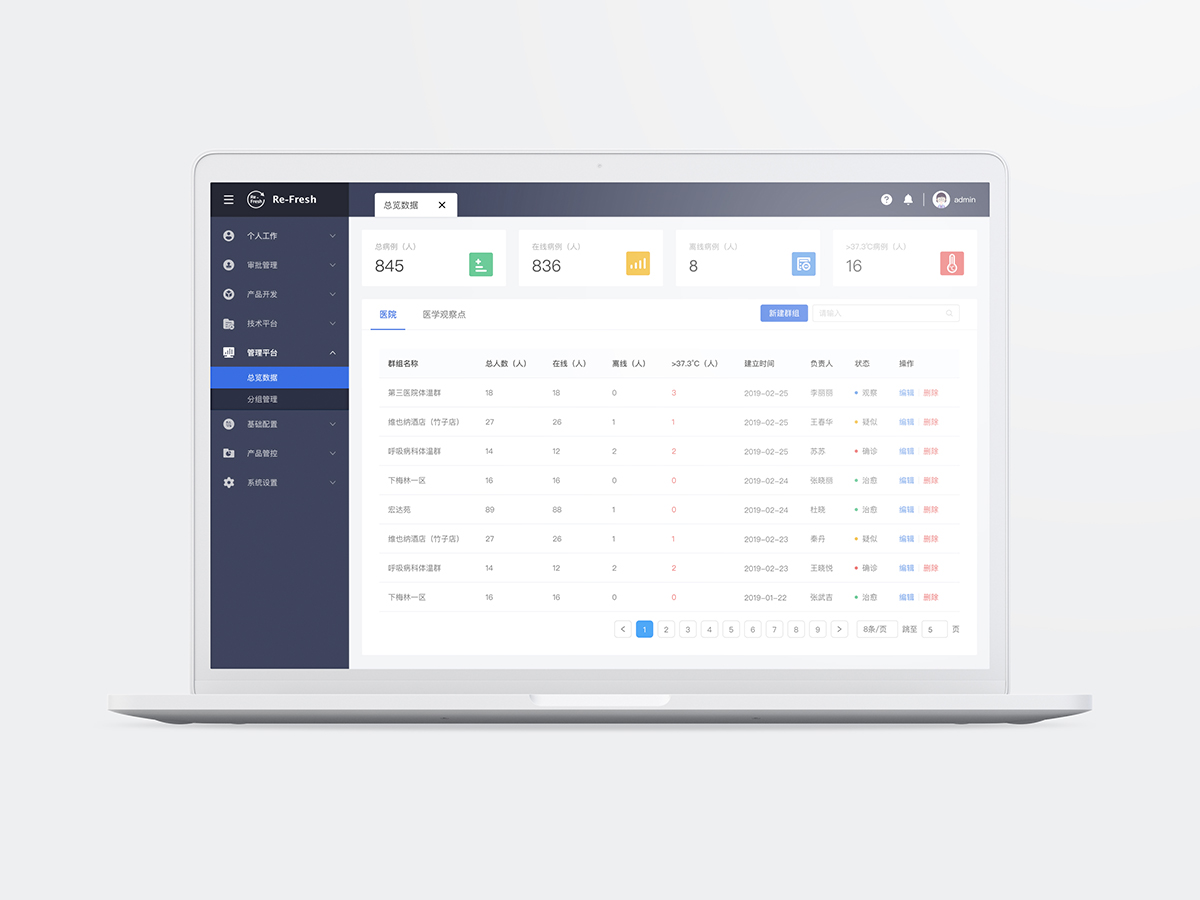 Re-Fresh
Re-Fresh
总览数据
admin
个人工作
审批管理
产品开发
技术平台
管理平台
总览数据
分组管理
基础配置
产品管控
系统设置
总病例（人）
845
在线病例（人）
836
离线病例（人）
8
>37.3℃病例（人）
16
医院 医学观察点 新建群组 请输入
群组名称 总人数（人） 在线（人） 离线（人） >37.3℃（人） 建立时间 负责人 状态 操作
第三医院体温群 18 18 0 3 2019-02-25 李丽丽 观察 编辑 删除
维也纳酒店（竹子店） 27 26 1 1 2019-02-25 王春华 疑似 编辑 删除
呼吸病科体温群 14 12 2 2 2019-02-25 苏苏 确诊 编辑 删除
下梅林一区 16 16 0 0 2019-02-24 张晓丽 治愈 编辑 删除
宏达苑 89 88 1 0 2019-02-24 杜晓 治愈 编辑 删除
维也纳酒店（竹子店） 27 26 1 1 2019-02-23 秦丹 疑似 编辑 删除
呼吸病科体温群 14 12 2 2 2019-02-23 王晓悦 确诊 编辑 删除
下梅林一区 16 16 0 0 2019-01-22 张武吉 治愈 编辑 删除
< 1 2 3 4 5 6 7 8 9 > 8条/页 跳至 5 页